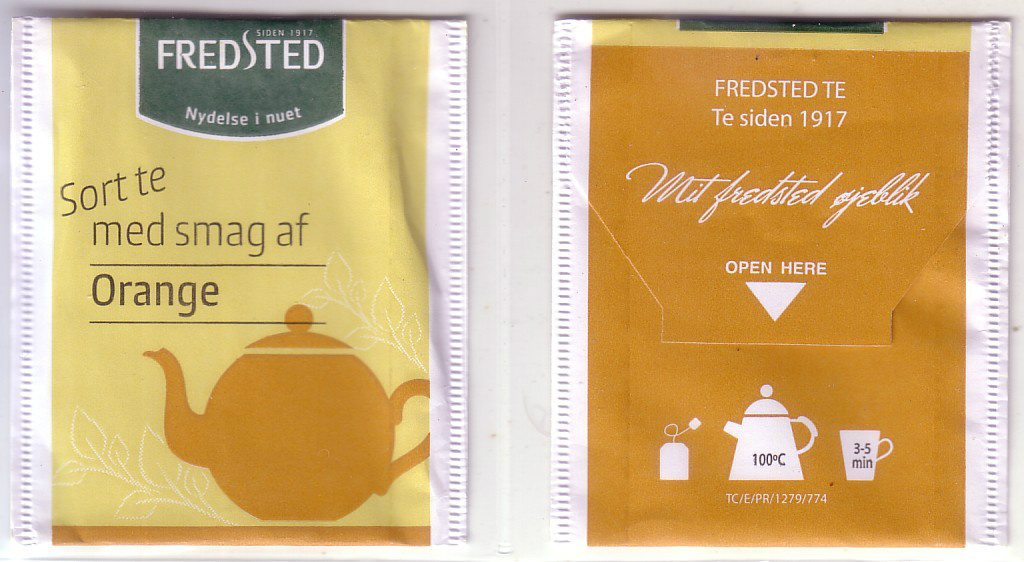 SIDEN 1917
FREDSTED
Nydelse i nuet
Sort te
med smag af
Orange
FREDSTED TE
Te siden 1917
Mit fredsted øjeblik
OPEN HERE
100ºC
3-5
min
TC/E/PR/1279/774